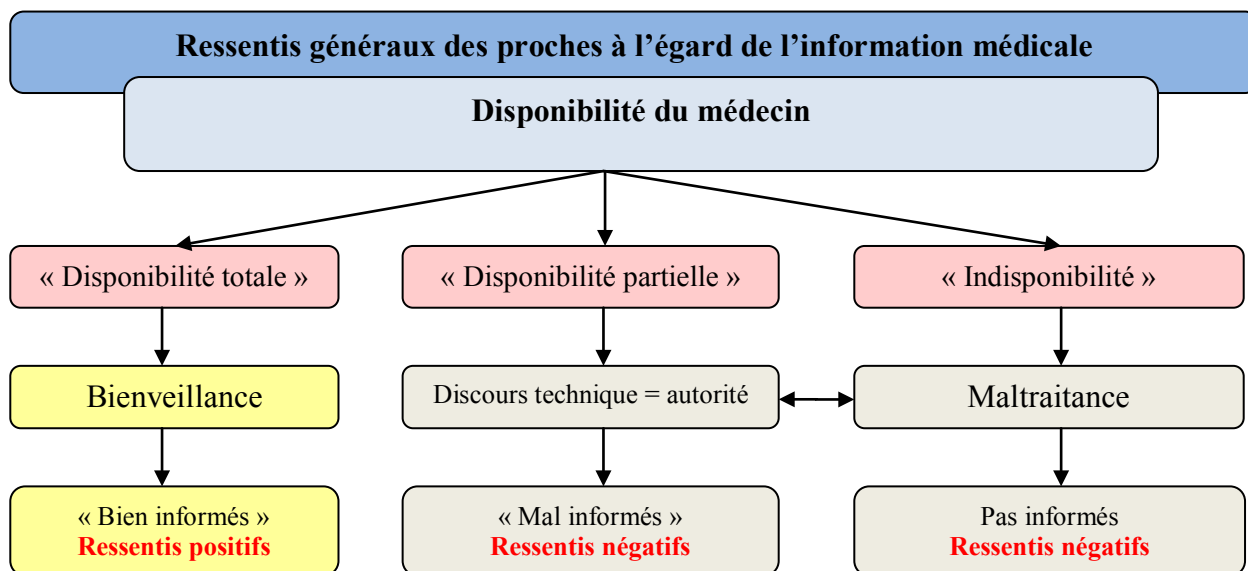 Ressentis généraux des proches à l’égard de l’information médicale
Disponibilité du médecin
« Disponibilité totale »
« Disponibilité partielle »
« Indisponibilité »
Bienveillance
Discours technique = autorité
Maltraitance
« Bien informés »
Ressentis positifs
« Mal informés »
Ressentis négatifs
Pas informés
Ressentis négatifs